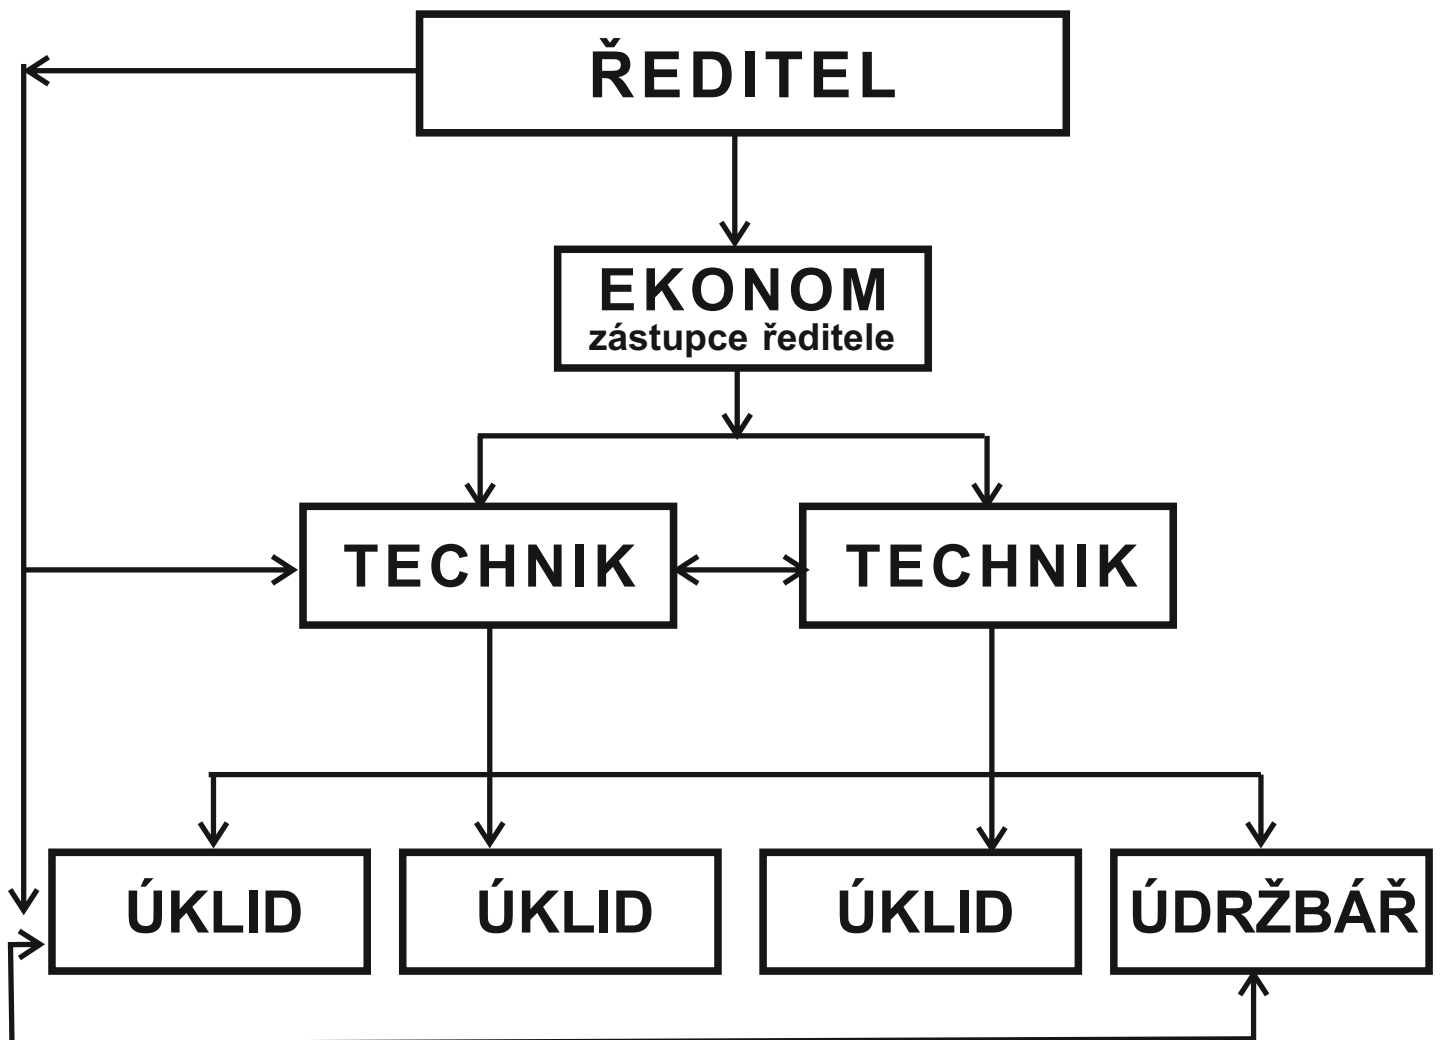 ŘEDITEL
EKONOM
zástupce ředitele
TECHNIK
TECHNIK
ÚKLID
ÚKLID
ÚKLID
ÚDRŽBÁŘ